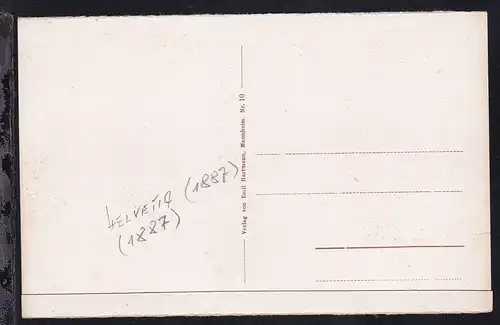 HELVETIA (1887)
(1887)
Verlag von Emil Hartmann, Mannheim Nr. 10